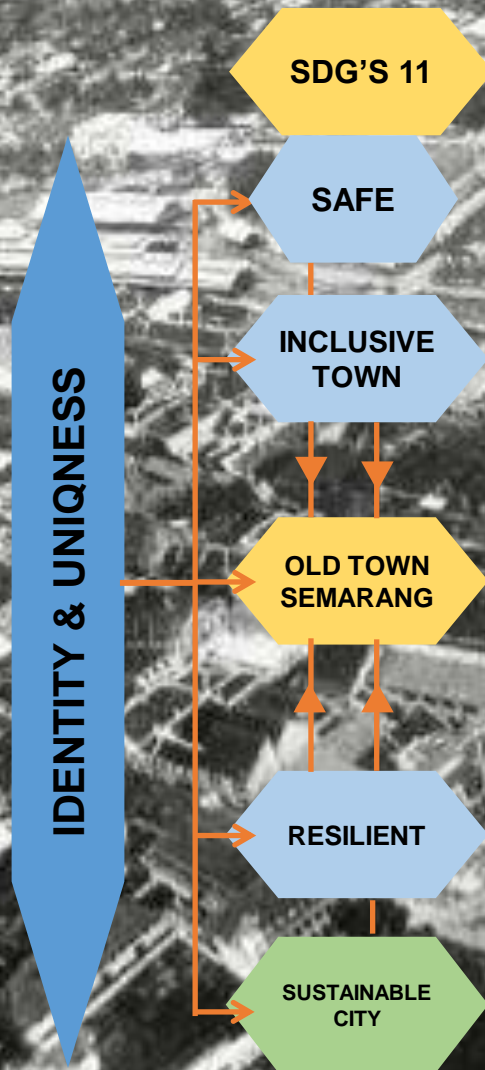 SDG'S 11
SAFE
INCLUSIVE
TOWN
IDENTITY & UNIQNESS
OLD TOWN
SEMARANG
RESILIENT
SUSTAINABLE
CITY